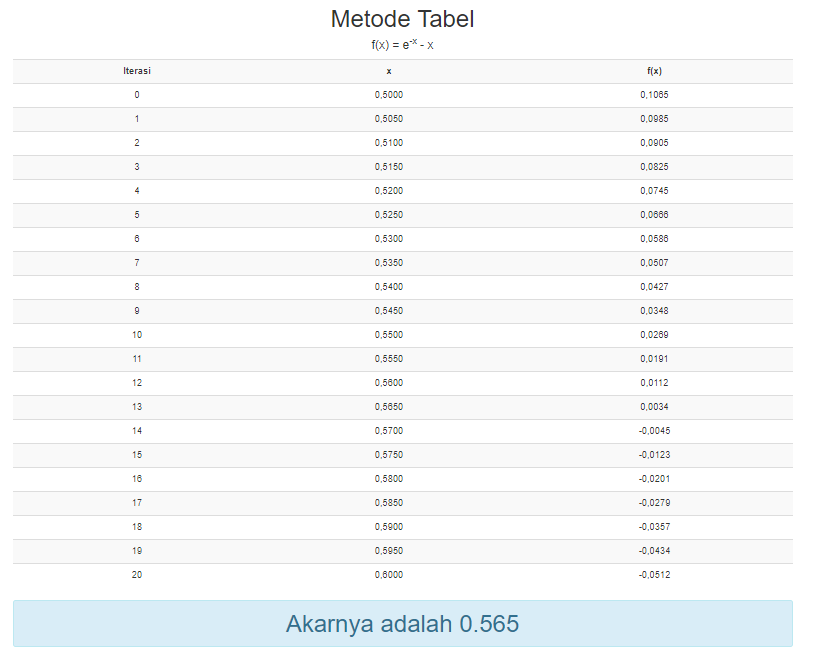 Metode Tabel
f(x) = e⁻ˣ - x
Iterasi x f(x)
0 0,5000 0,1065
1 0,5050 0,0985
2 0,5100 0,0905
3 0,5150 0,0825
4 0,5200 0,0745
5 0,5250 0,0666
6 0,5300 0,0586
7 0,5350 0,0507
8 0,5400 0,0427
9 0,5450 0,0348
10 0,5500 0,0269
11 0,5550 0,0191
12 0,5600 0,0112
13 0,5650 0,0034
14 0,5700 -0,0045
15 0,5750 -0,0123
16 0,5800 -0,0201
17 0,5850 -0,0279
18 0,5900 -0,0357
19 0,5950 -0,0434
20 0,6000 -0,0512
Akarnya adalah 0.565